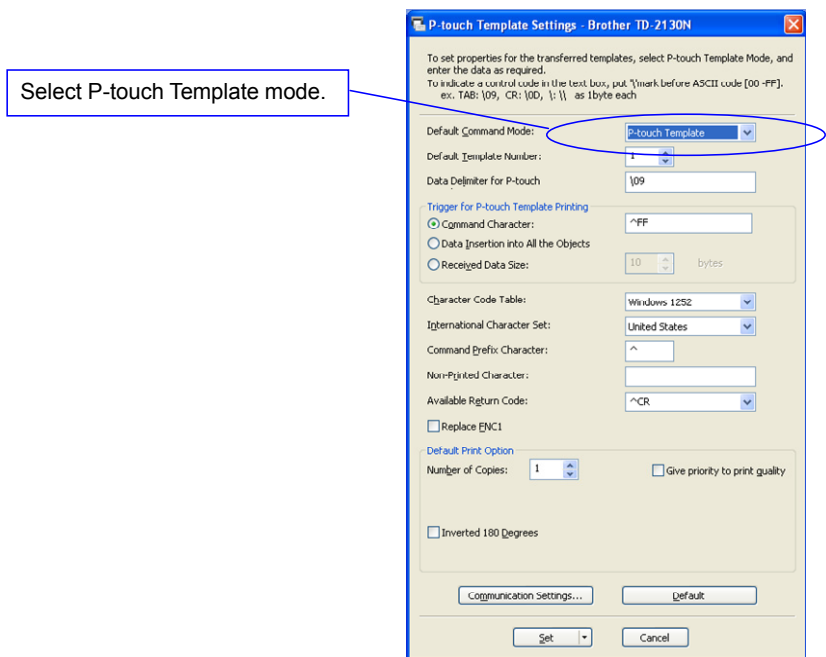 P-touch Template Settings - Brother TD-2130N
To set properties for the transferred templates, select P-touch Template Mode, and
enter the data as required.
To indicate a control code in the text box, put '\'mark before ASCII code [00 -FF].
ex. TAB: \09, CR: \0D, \: \\ as 1byte each
Select P-touch Template mode.
Default Command Mode: P-touch Template
Default Template Number: 1
Data Delimiter for P-touch \09
Trigger for P-touch Template Printing
Command Character: ^FF
Data Insertion into All the Objects
Received Data Size: 10 bytes
Character Code Table: Windows 1252
International Character Set: United States
Command Prefix Character: ^
Non-Printed Character:
Available Return Code: ^CR
Replace FNC1
Default Print Option
Number of Copies: 1 Give priority to print quality
Inverted 180 Degrees
Communication Settings... Default
Set Cancel